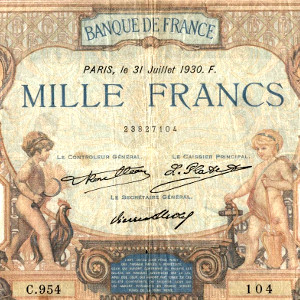 BANQUE DE FRANCE
PARIS, le 31 Juillet 1930. F.
MILLE FRANCS
23827104
LE CONTROLEUR GÉNÉRAL, LE CAISSIER PRINCIPAL,
LE SECRÉTAIRE GÉNÉRAL,
C.954 104